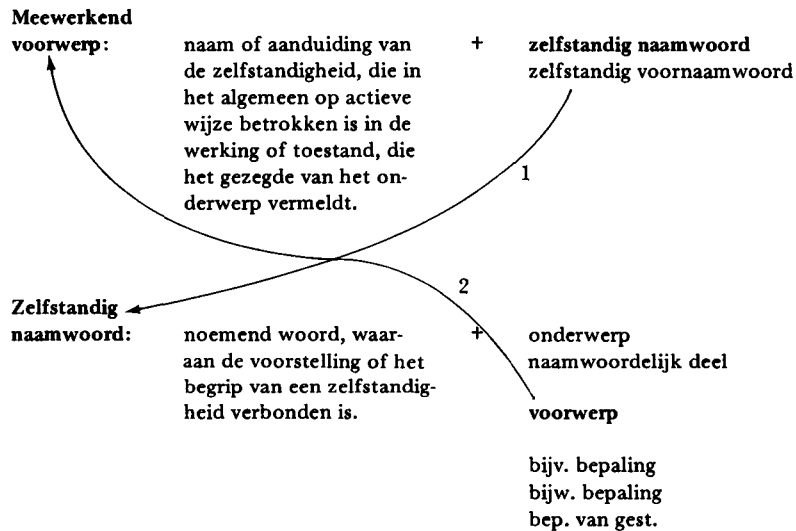 Meewerkend
voorwerp: naam of aanduiding van + zelfstandig naamwoord
de zelfstandigheid, die in zelfstandig voornaamwoord
het algemeen op actieve
wijze betrokken is in de
werking of toestand, die
het gezegde van het on-
derwerp vermeldt.
1
2
Zelfstandig
naamwoord: noemend woord, waar- + onderwerp
aan de voorstelling of het naamwoordelijk deel
begrip van een zelfstandig-
heid verbonden is. voorwerp
bijv. bepaling
bijw. bepaling
bep. van gest.